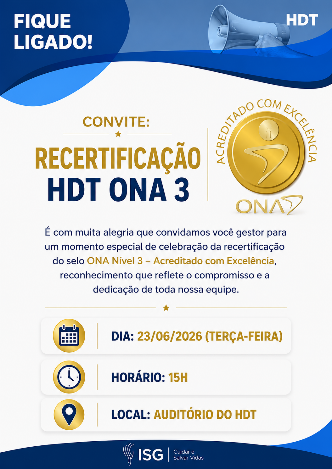 FIQUE
LIGADO!
HDT
CONVITE:
RECERTIFICAÇÃO
HDT ONA 3
ACREDITADO COM EXCELÊNCIA
ONA
É com muita alegria que convidamos você gestor para
um momento especial de celebração da recertificação
do selo ONA Nível 3 – Acreditado com Excelência,
reconhecimento que reflete o compromisso e a
dedicação de toda nossa equipe.
DIA: 23/06/2026 (TERÇA-FEIRA)
HORÁRIO: 15H
LOCAL: AUDITÓRIO DO HDT
ISG
Cuidar e
Salvar Vidas